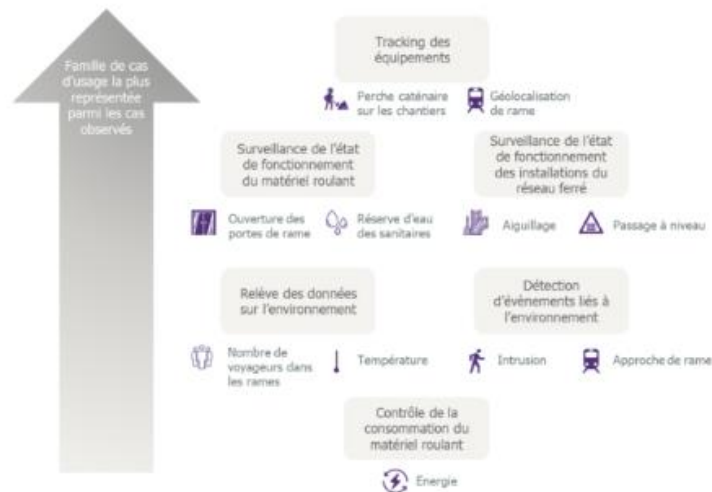 Famille de cas
d'usage la plus
représentée
parmi les cas
observés
Tracking des
équipements
Perche caténaire
sur les chantiers
Géolocalisation
de rame
Surveillance de l'état
de fonctionnement
du matériel roulant
Surveillance de l'état
de fonctionnement
des installations du
réseau ferré
Ouverture des
portes de rame
Réserve d'eau
des sanitaires
Aiguillage
Passage à niveau
Relève des données
sur l'environnement
Détection
d'évènements liés à
l'environnement
Nombre de
voyageurs dans
les rames
Température
Intrusion
Approche de rame
Contrôle de la
consommation du
matériel roulant
Energie